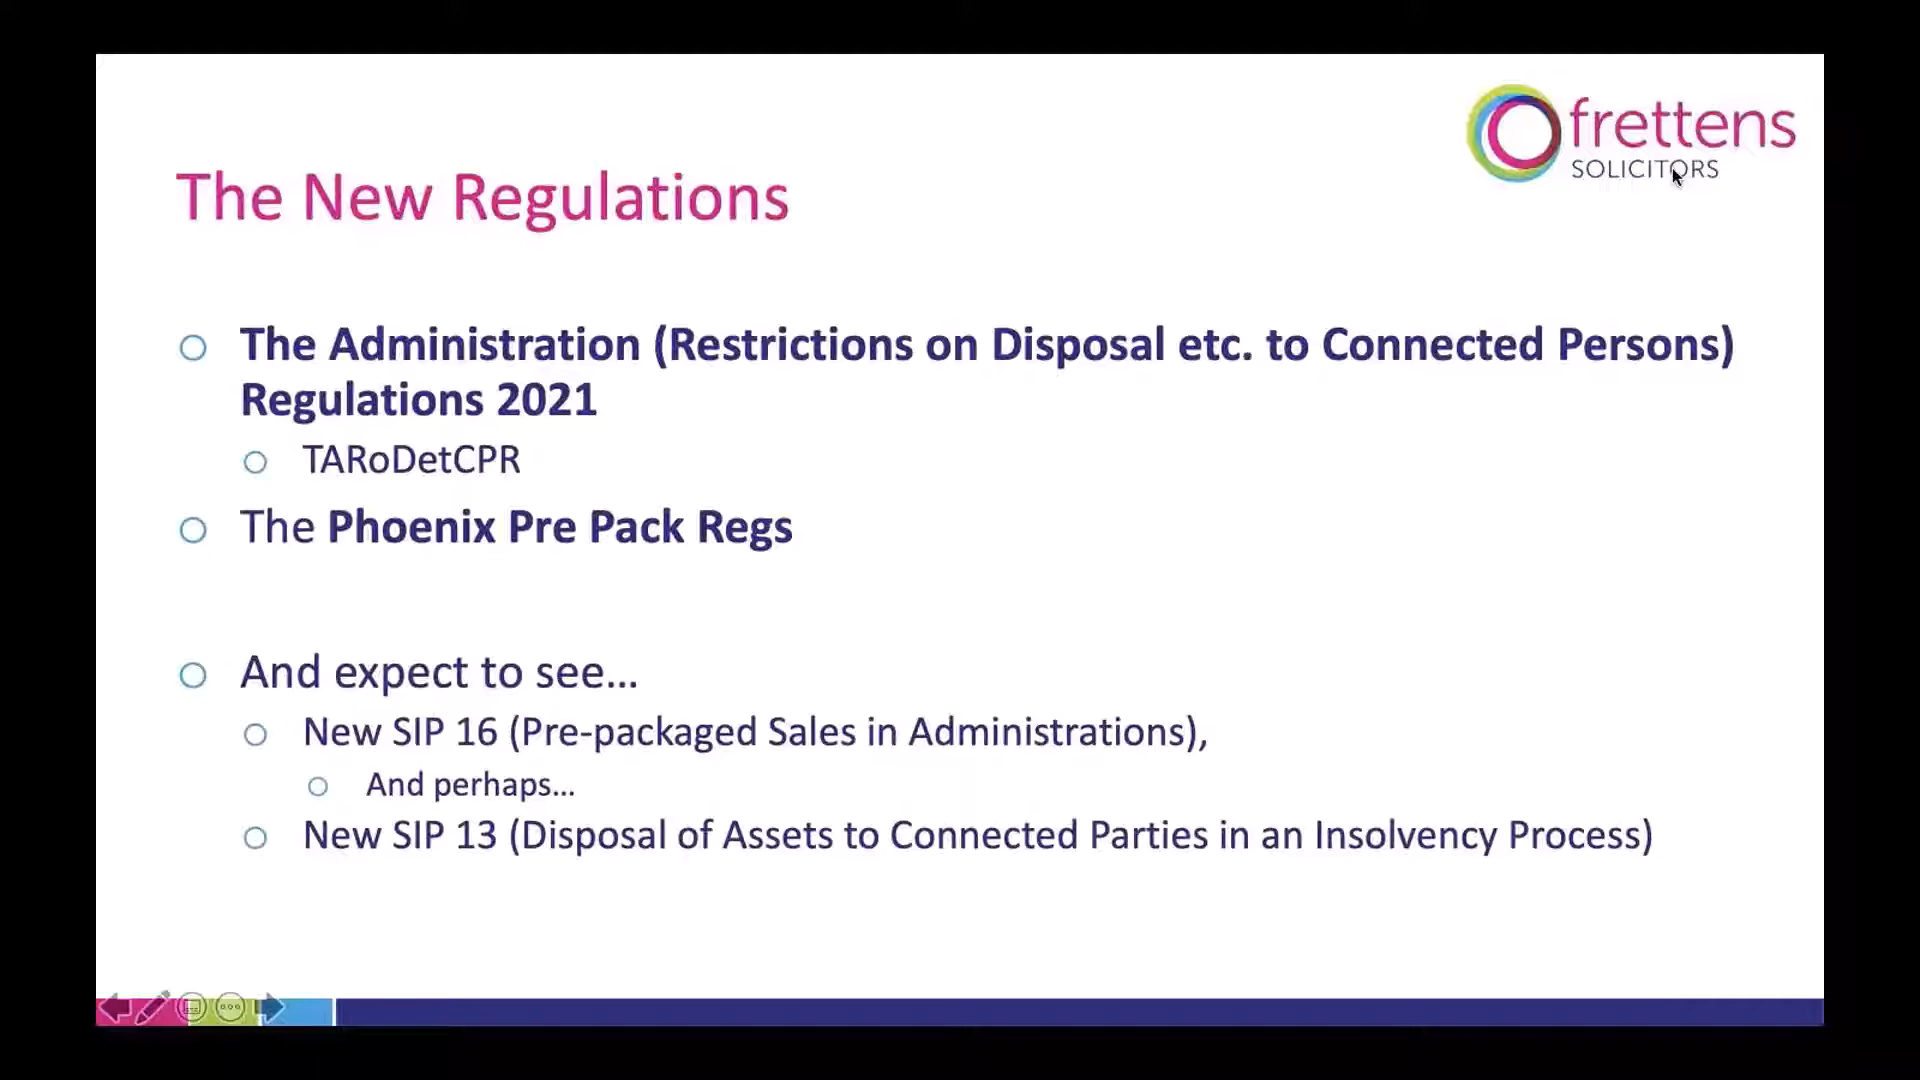 frettens
SOLICITORS
The New Regulations
The Administration (Restrictions on Disposal etc. to Connected Persons)
Regulations 2021
TARoDetCPR
The Phoenix Pre Pack Regs
And expect to see...
New SIP 16 (Pre-packaged Sales in Administrations),
And perhaps...
New SIP 13 (Disposal of Assets to Connected Parties in an Insolvency Process)